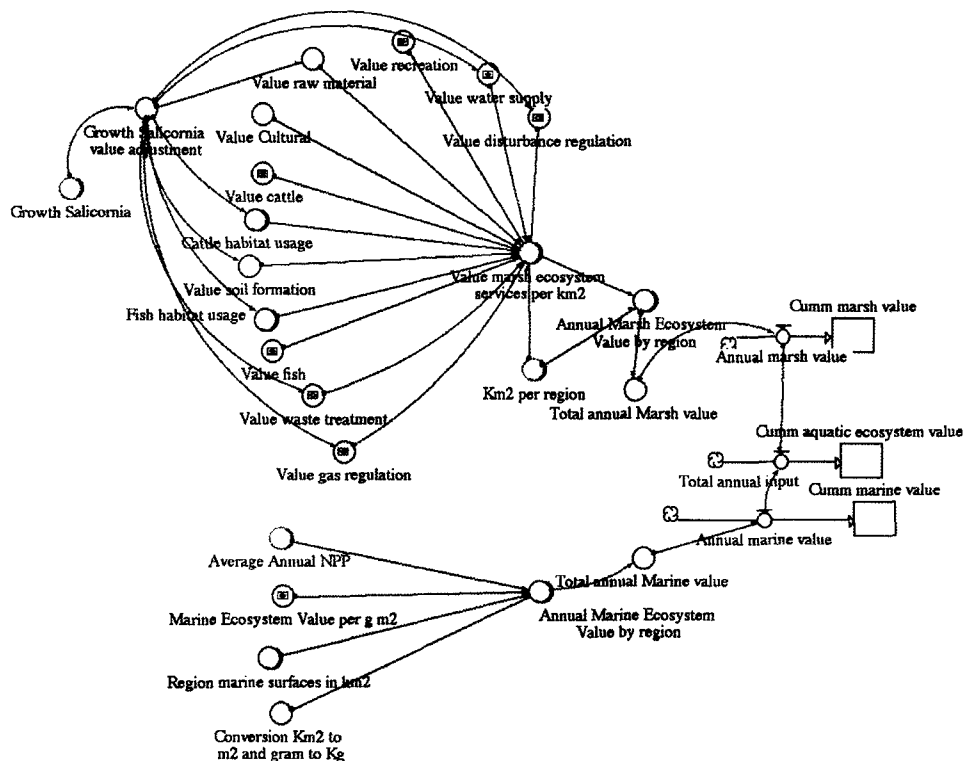 Value recreation
Value raw material
Value water supply
Growth Salicornia
value adjustment
Value Cultural
Value disturbance regulation
Growth Salicornia
Value cattle
Cattle habitat usage
Value soil formation
Value marsh ecosystem
services per km2
Fish habitat usage
Annual Marsh Ecosystem
Value by region
Cumm marsh value
Annual marsh value
Value fish
Km2 per region
Total annual Marsh value
Value waste treatment
Cumm aquatic ecosystem value
Value gas regulation
Total annual input
Cumm marine value
Annual marine value
Average Annual NPP
Total annual Marine value
Marine Ecosystem Value per g m2
Annual Marine Ecosystem
Value by region
Region marine surfaces in km2
Conversion Km2 to
m2 and gram to Kg